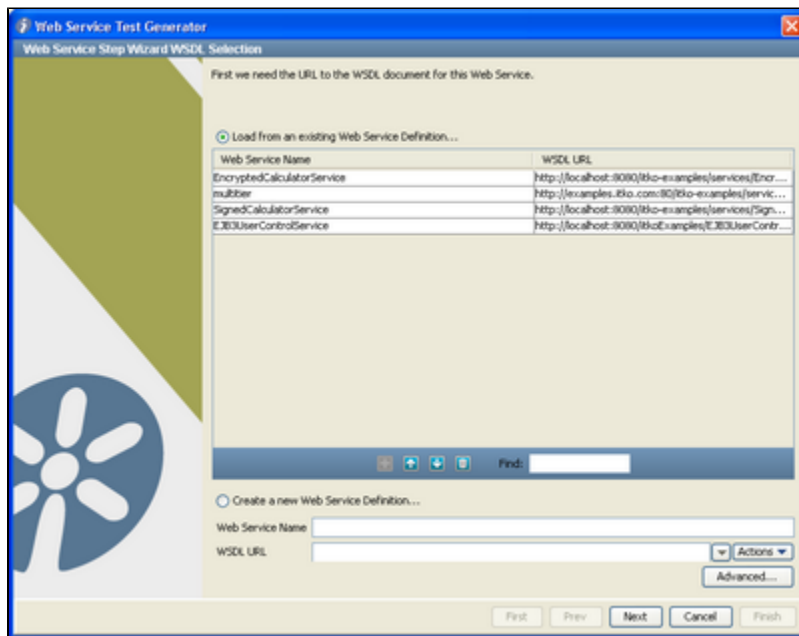 Web Service Test Generator
Web Service Step Wizard WSDL Selection
First we need the URL to the WSDL document for this Web Service.
Load from an existing Web Service Definition...
Web Service Name WSDL URL
EncryptedCalculatorService http://localhost:8080/itko-examples/services/Encr...
multitier http://examples.itko.com:80/itko-examples/servic...
SignedCalculatorService http://localhost:8080/itko-examples/services/Sign...
EJB3UserControlService http://localhost:8080/itkoExamples/EJB3UserContr...
Find:
Create a new Web Service Definition...
Web Service Name
WSDL URL Actions
Advanced...
First Prev Next Cancel Finish